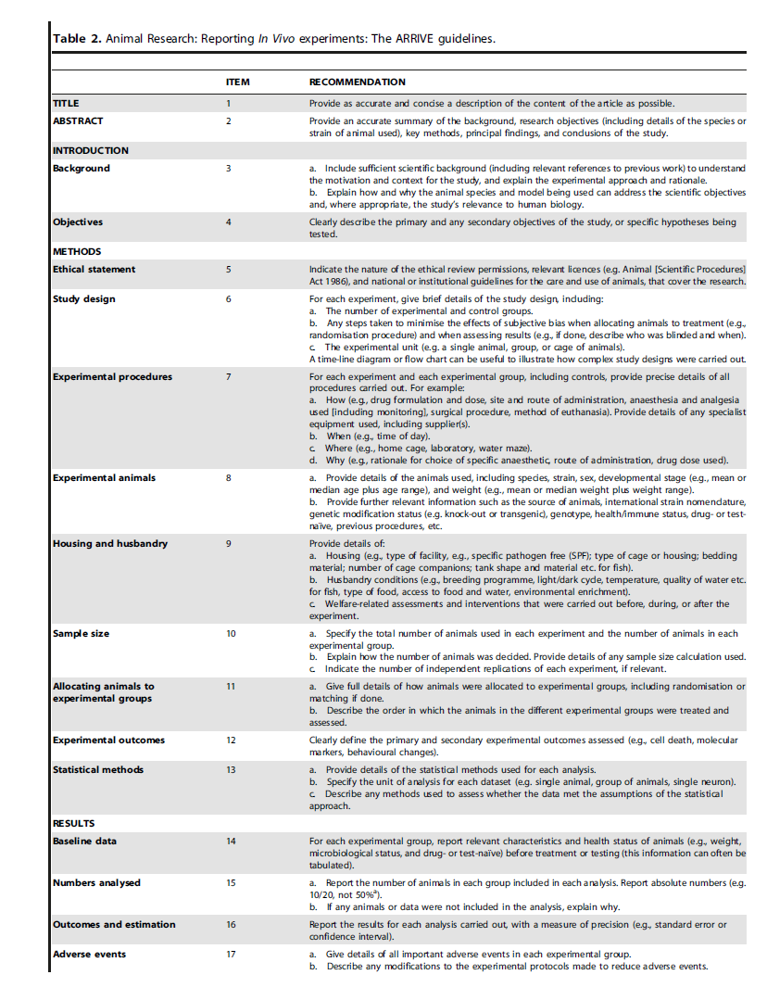 Table 2. Animal Research: Reporting In Vivo experiments: The ARRIVE guidelines.
ITEM RECOMMENDATION
TITLE 1 Provide as accurate and concise a description of the content of the article as possible.
ABSTRACT 2 Provide an accurate summary of the background, research objectives (including details of the species or
strain of animal used), key methods, principal findings, and conclusions of the study.
INTRODUCTION
Background 3 a. Include sufficient scientific background (including relevant references to previous work) to understand
the motivation and context for the study, and explain the experimental approach and rationale.
b. Explain how and why the animal species and model being used can address the scientific objectives
and, where appropriate, the study's relevance to human biology.
Objectives 4 Clearly describe the primary and any secondary objectives of the study, or specific hypotheses being
tested.
METHODS
Ethical statement 5 Indicate the nature of the ethical review permissions, relevant licences (e.g. Animal [Scientific Procedures]
Act 1986), and national or institutional guidelines for the care and use of animals, that cover the research.
Study design 6 For each experiment, give brief details of the study design, including:
a. The number of experimental and control groups.
b. Any steps taken to minimise the effects of subjective bias when allocating animals to treatment (e.g.,
randomisation procedure) and when assessing results (e.g., if done, describe who was blinded and when).
c. The experimental unit (e.g. a single animal, group, or cage of animals).
A time-line diagram or flow chart can be useful to illustrate how complex study designs were carried out.
Experimental procedures 7 For each experiment and each experimental group, including controls, provide precise details of all
procedures carried out. For example:
a. How (e.g., drug formulation and dose, site and route of administration, anaesthesia and analgesia
used [including monitoring], surgical procedure, method of euthanasia). Provide details of any specialist
equipment used, including supplier(s).
b. When (e.g., time of day).
c. Where (e.g., home cage, laboratory, water maze).
d. Why (e.g., rationale for choice of specific anaesthetic, route of administration, drug dose used).
Experimental animals 8 a. Provide details of the animals used, including species, strain, sex, developmental stage (e.g., mean or
median age plus age range), and weight (e.g., mean or median weight plus weight range).
b. Provide further relevant information such as the source of animals, international strain nomenclature,
genetic modification status (e.g. knock-out or transgenic), genotype, health/immune status, drug- or test-
naïve, previous procedures, etc.
Housing and husbandry 9 Provide details of:
a. Housing (e.g., type of facility, e.g., specific pathogen free (SPF); type of cage or housing; bedding
material; number of cage companions; tank shape and material etc. for fish).
b. Husbandry conditions (e.g., breeding programme, light/dark cycle, temperature, quality of water etc.
for fish, type of food, access to food and water, environmental enrichment).
c. Welfare-related assessments and interventions that were carried out before, during, or after the
experiment.
Sample size 10 a. Specify the total number of animals used in each experiment and the number of animals in each
experimental group.
b. Explain how the number of animals was decided. Provide details of any sample size calculation used.
c. Indicate the number of independent replications of each experiment, if relevant.
Allocating animals to 11 a. Give full details of how animals were allocated to experimental groups, including randomisation or
experimental groups matching if done.
b. Describe the order in which the animals in the different experimental groups were treated and
assessed.
Experimental outcomes 12 Clearly define the primary and secondary experimental outcomes assessed (e.g., cell death, molecular
markers, behavioural changes).
Statistical methods 13 a. Provide details of the statistical methods used for each analysis.
b. Specify the unit of analysis for each dataset (e.g. single animal, group of animals, single neuron).
c. Describe any methods used to assess whether the data met the assumptions of the statistical
approach.
RESULTS
Baseline data 14 For each experimental group, report relevant characteristics and health status of animals (e.g., weight,
microbiological status, and drug- or test-naïve) before treatment or testing (this information can often be
tabulated).
Numbers analysed 15 a. Report the number of animals in each group included in each analysis. Report absolute numbers (e.g.
10/20, not 50%ª).
b. If any animals or data were not included in the analysis, explain why.
Outcomes and estimation 16 Report the results for each analysis carried out, with a measure of precision (e.g., standard error or
confidence interval).
Adverse events 17 a. Give details of all important adverse events in each experimental group.
b. Describe any modifications to the experimental protocols made to reduce adverse events.